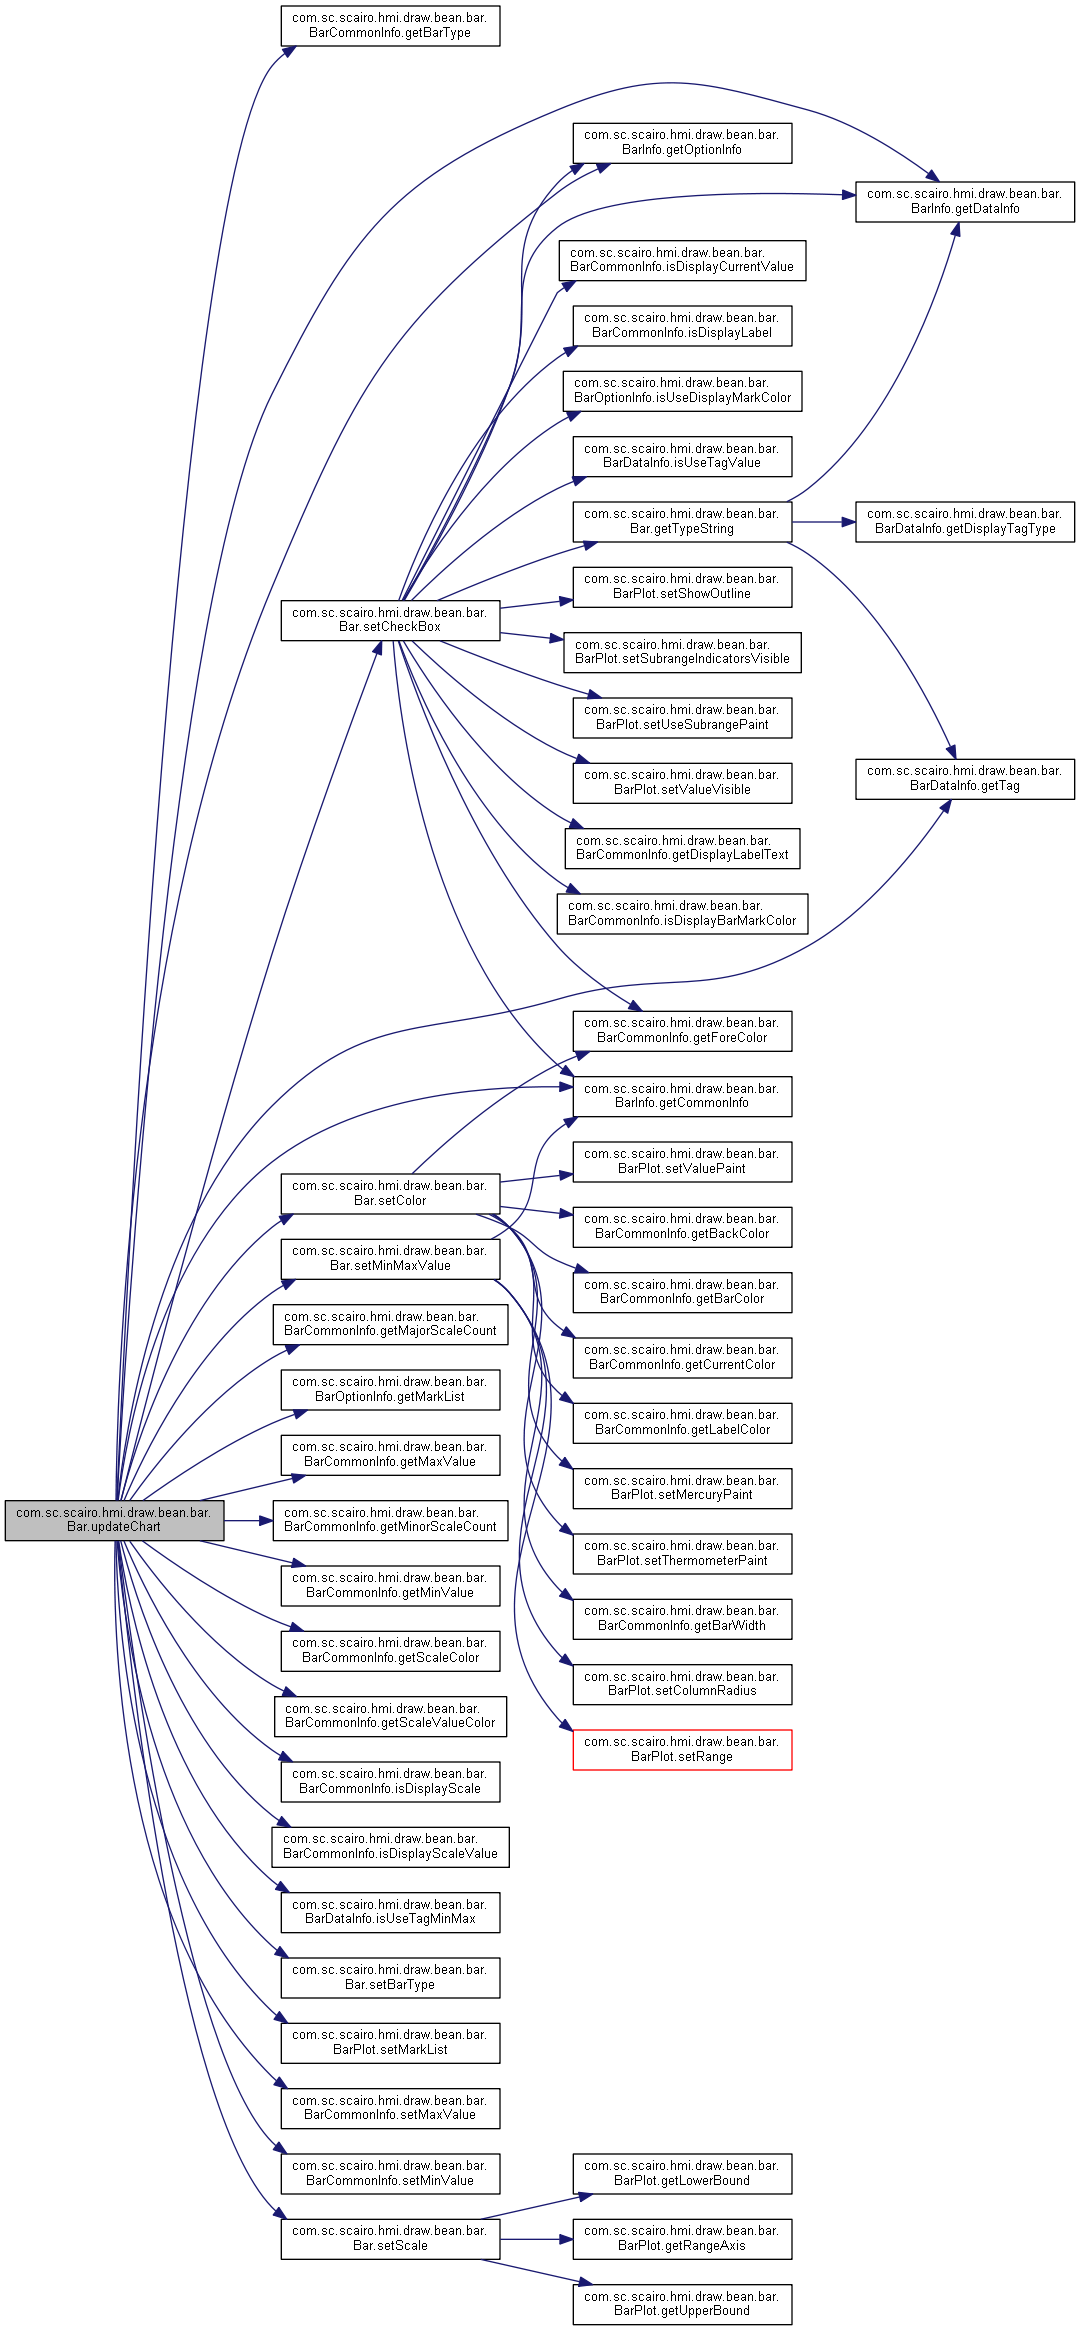 com.sc.scairo.hmi.draw.bean.bar.
BarCommonInfo.getBarType
com.sc.scairo.hmi.draw.bean.bar.
BarInfo.getOptionInfo
com.sc.scairo.hmi.draw.bean.bar.
BarInfo.getDataInfo
com.sc.scairo.hmi.draw.bean.bar.
BarCommonInfo.isDisplayCurrentValue
com.sc.scairo.hmi.draw.bean.bar.
BarCommonInfo.isDisplayLabel
com.sc.scairo.hmi.draw.bean.bar.
BarOptionInfo.isUseDisplayMarkColor
com.sc.scairo.hmi.draw.bean.bar.
BarDataInfo.isUseTagValue
com.sc.scairo.hmi.draw.bean.bar.
Bar.getTypeString
com.sc.scairo.hmi.draw.bean.bar.
BarDataInfo.getDisplayTagType
com.sc.scairo.hmi.draw.bean.bar.
BarPlot.setShowOutline
com.sc.scairo.hmi.draw.bean.bar.
Bar.setCheckBox
com.sc.scairo.hmi.draw.bean.bar.
BarPlot.setSubrangeIndicatorsVisible
com.sc.scairo.hmi.draw.bean.bar.
BarPlot.setUseSubrangePaint
com.sc.scairo.hmi.draw.bean.bar.
BarPlot.setValueVisible
com.sc.scairo.hmi.draw.bean.bar.
BarDataInfo.getTag
com.sc.scairo.hmi.draw.bean.bar.
BarCommonInfo.getDisplayLabelText
com.sc.scairo.hmi.draw.bean.bar.
BarCommonInfo.isDisplayBarMarkColor
com.sc.scairo.hmi.draw.bean.bar.
BarCommonInfo.getForeColor
com.sc.scairo.hmi.draw.bean.bar.
BarInfo.getCommonInfo
com.sc.scairo.hmi.draw.bean.bar.
BarPlot.setValuePaint
com.sc.scairo.hmi.draw.bean.bar.
Bar.setColor
com.sc.scairo.hmi.draw.bean.bar.
BarCommonInfo.getBackColor
com.sc.scairo.hmi.draw.bean.bar.
Bar.setMinMaxValue
com.sc.scairo.hmi.draw.bean.bar.
BarCommonInfo.getBarColor
com.sc.scairo.hmi.draw.bean.bar.
BarCommonInfo.getMajorScaleCount
com.sc.scairo.hmi.draw.bean.bar.
BarCommonInfo.getCurrentColor
com.sc.scairo.hmi.draw.bean.bar.
BarOptionInfo.getMarkList
com.sc.scairo.hmi.draw.bean.bar.
BarCommonInfo.getLabelColor
com.sc.scairo.hmi.draw.bean.bar.
BarCommonInfo.getMaxValue
com.sc.scairo.hmi.draw.bean.bar.
BarPlot.setMercuryPaint
com.sc.scairo.hmi.draw.bean.bar.
Bar.updateChart
com.sc.scairo.hmi.draw.bean.bar.
BarCommonInfo.getMinorScaleCount
com.sc.scairo.hmi.draw.bean.bar.
BarPlot.setThermometerPaint
com.sc.scairo.hmi.draw.bean.bar.
BarCommonInfo.getMinValue
com.sc.scairo.hmi.draw.bean.bar.
BarCommonInfo.getBarWidth
com.sc.scairo.hmi.draw.bean.bar.
BarCommonInfo.getScaleColor
com.sc.scairo.hmi.draw.bean.bar.
BarPlot.setColumnRadius
com.sc.scairo.hmi.draw.bean.bar.
BarCommonInfo.getScaleValueColor
com.sc.scairo.hmi.draw.bean.bar.
BarPlot.setRange
com.sc.scairo.hmi.draw.bean.bar.
BarCommonInfo.isDisplayScale
com.sc.scairo.hmi.draw.bean.bar.
BarCommonInfo.isDisplayScaleValue
com.sc.scairo.hmi.draw.bean.bar.
BarDataInfo.isUseTagMinMax
com.sc.scairo.hmi.draw.bean.bar.
Bar.setBarType
com.sc.scairo.hmi.draw.bean.bar.
BarPlot.setMarkList
com.sc.scairo.hmi.draw.bean.bar.
BarCommonInfo.setMaxValue
com.sc.scairo.hmi.draw.bean.bar.
BarCommonInfo.setMinValue
com.sc.scairo.hmi.draw.bean.bar.
BarPlot.getLowerBound
com.sc.scairo.hmi.draw.bean.bar.
Bar.setScale
com.sc.scairo.hmi.draw.bean.bar.
BarPlot.getRangeAxis
com.sc.scairo.hmi.draw.bean.bar.
BarPlot.getUpperBound